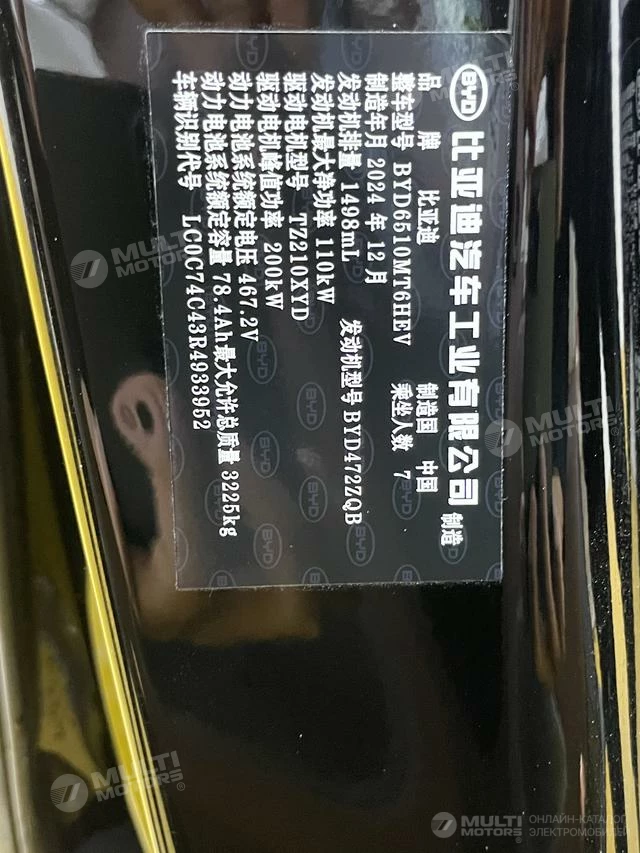 BYD 比亚迪汽车工业有限公司 制造
品 牌 比亚迪 制造国 中国
整车型号 BYD6510MT6HEV 乘坐人数 7
制造年月 2024 年 12 月
发动机排量 1498mL 发动机型号 BYD472ZQB
发动机最大净功率 110kW
驱动电机型号 TZ210XYD
驱动电机峰值功率 200kW
动力电池系统额定电压 467.2V
动力电池系统额定容量 78.4Ah最大允许总质量 3225kg
车辆识别代号 LC0C74C43R4933952
MULTI MOTORS
MULTI MOTORS
MULTI MOTORS
MULTI MOTORS
ОНЛАЙН-КАТАЛОГ
ЭЛЕКТРОМОБИЛЕЙ